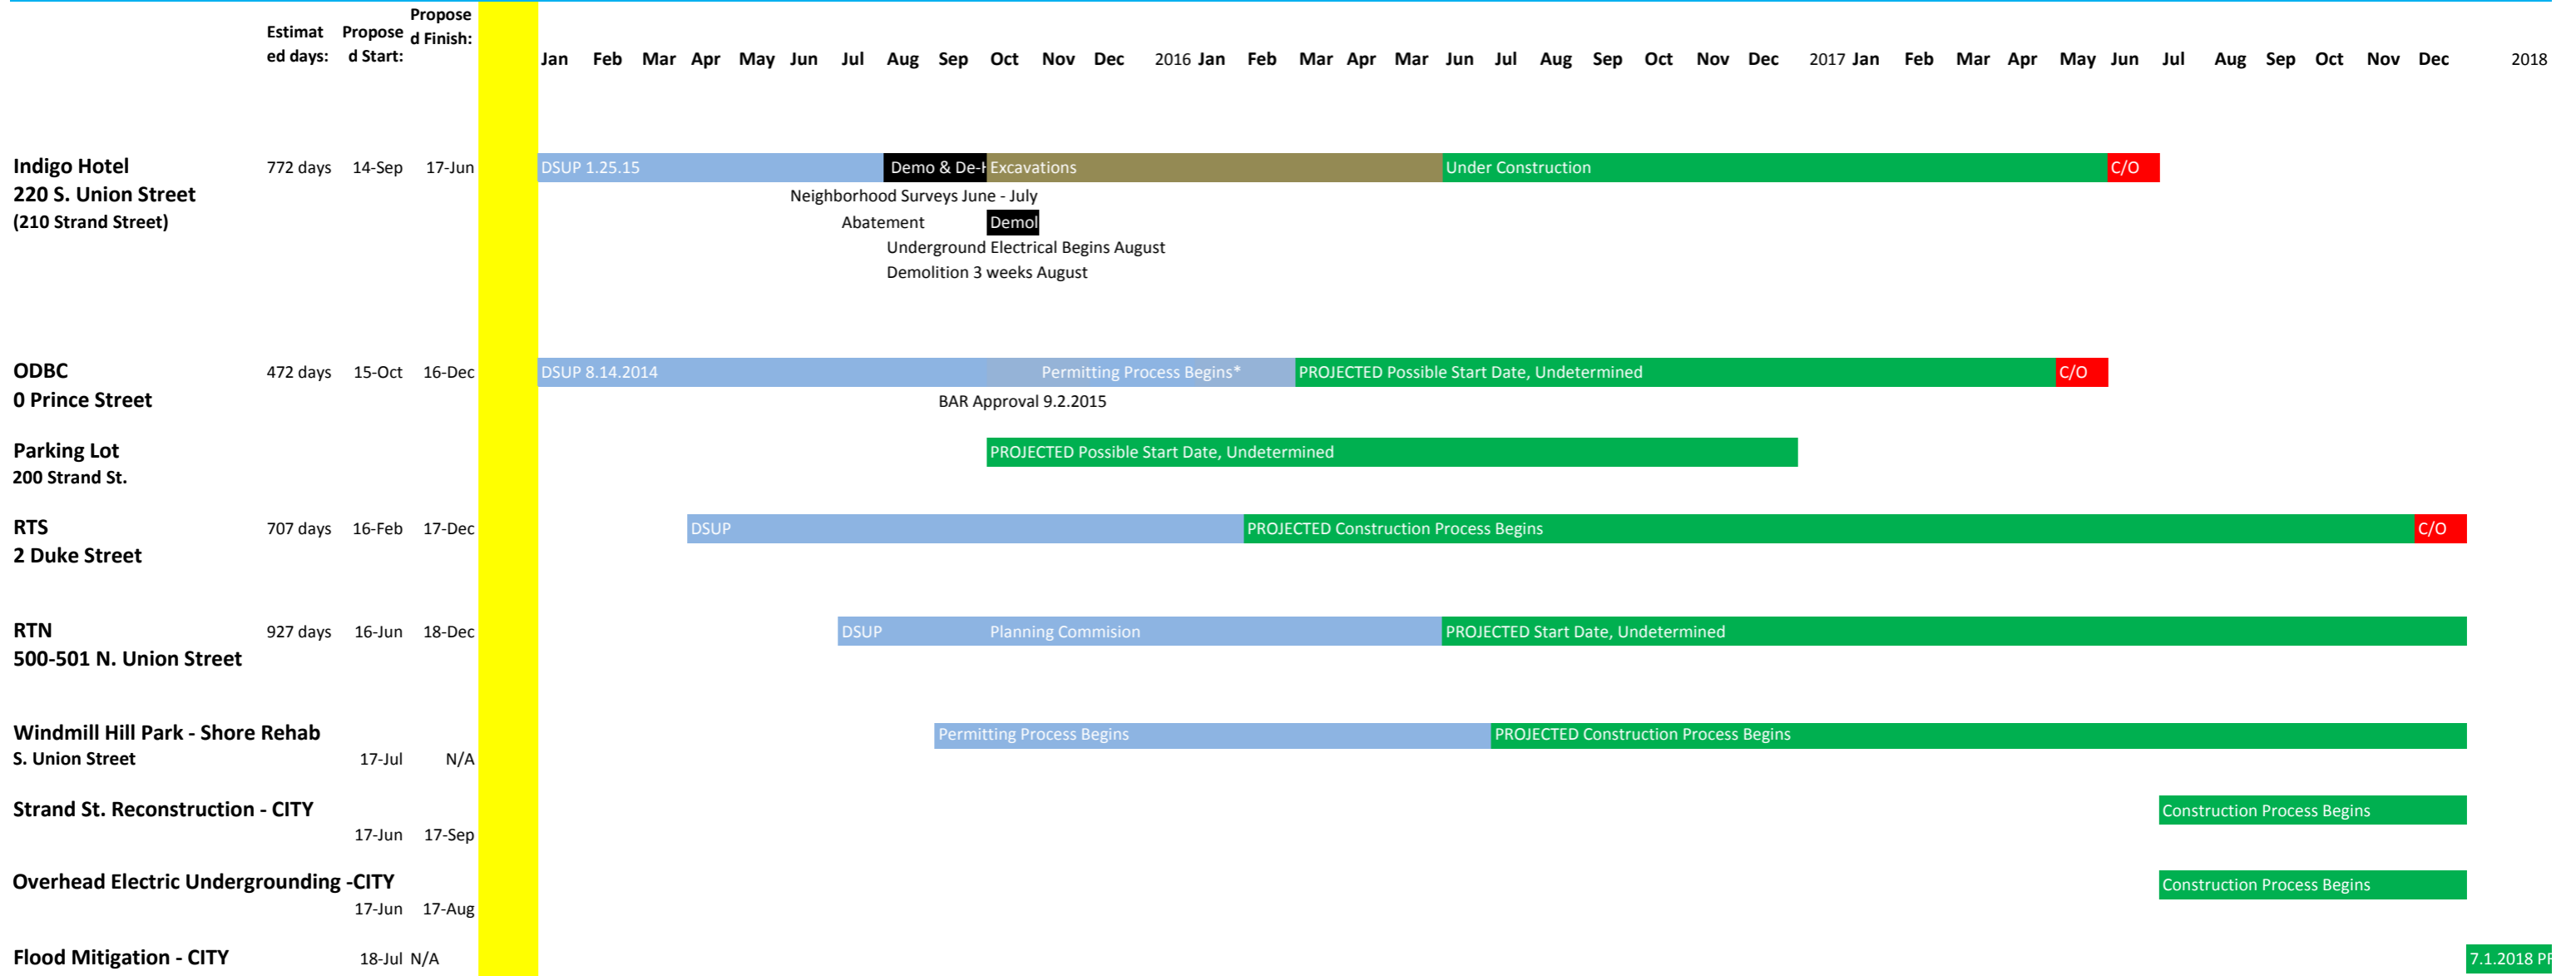 Estimat ed days: Propose d Start: Propose d Finish:
Jan Feb Mar Apr May Jun Jul Aug Sep Oct Nov Dec 2016 Jan Feb Mar Apr Mar Jun Jul Aug Sep Oct Nov Dec 2017 Jan Feb Mar Apr May Jun Jul Aug Sep Oct Nov Dec 2018
Indigo Hotel 772 days 14-Sep 17-Jun DSUP 1.25.15 Demo & De-H Excavations Under Construction C/O
220 S. Union Street Neighborhood Surveys June - July
(210 Strand Street) Abatement Demol
Underground Electrical Begins August
Demolition 3 weeks August
ODBC 472 days 15-Oct 16-Dec DSUP 8.14.2014 Permitting Process Begins* PROJECTED Possible Start Date, Undetermined C/O
0 Prince Street BAR Approval 9.2.2015
Parking Lot PROJECTED Possible Start Date, Undetermined
200 Strand St.
RTS 707 days 16-Feb 17-Dec DSUP PROJECTED Construction Process Begins C/O
2 Duke Street
RTN 927 days 16-Jun 18-Dec DSUP Planning Commision PROJECTED Start Date, Undetermined
500-501 N. Union Street
Windmill Hill Park - Shore Rehab Permitting Process Begins PROJECTED Construction Process Begins
S. Union Street 17-Jul N/A
Strand St. Reconstruction - CITY Construction Process Begins
17-Jun 17-Sep
Overhead Electric Undergrounding -CITY Construction Process Begins
17-Jun 17-Aug
Flood Mitigation - CITY 18-Jul N/A 7.1.2018